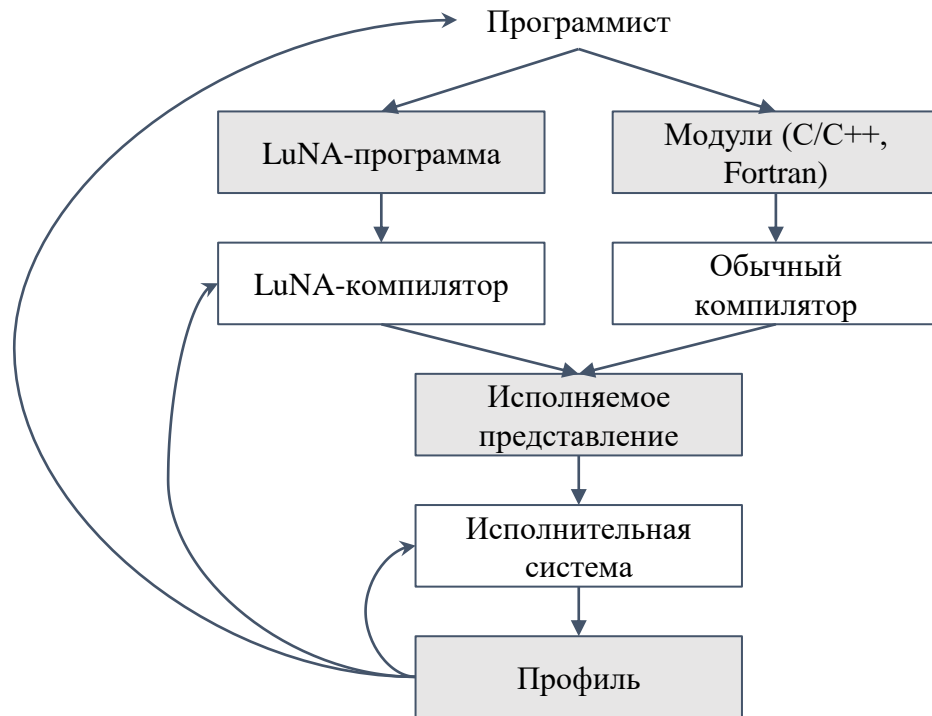 Программист
LuNA-программа
Модули (C/C++,
Fortran)
LuNA-компилятор
Обычный
компилятор
Исполняемое
представление
Исполнительная
система
Профиль